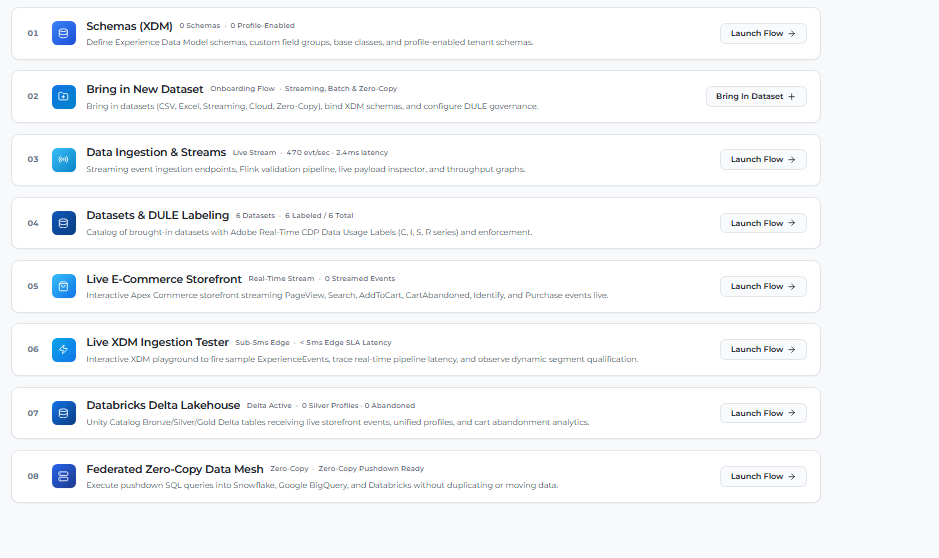 01
Schemas (XDM) 0 Schemas · 0 Profile-Enabled
Define Experience Data Model schemas, custom field groups, base classes, and profile-enabled tenant schemas.
Launch Flow →
02
Bring in New Dataset Onboarding Flow · Streaming, Batch & Zero-Copy
Bring in datasets (CSV, Excel, Streaming, Cloud, Zero-Copy), bind XDM schemas, and configure DULE governance.
Bring In Dataset +
03
Data Ingestion & Streams Live Stream · 470 evt/sec · 2.4ms latency
Streaming event ingestion endpoints, Flink validation pipeline, live payload inspector, and throughput graphs.
Launch Flow →
04
Datasets & DULE Labeling 6 Datasets · 6 Labeled / 6 Total
Catalog of brought-in datasets with Adobe Real-Time CDP Data Usage Labels (C, I, S, R series) and enforcement.
Launch Flow →
05
Live E-Commerce Storefront Real-Time Stream · 0 Streamed Events
Interactive Apex Commerce storefront streaming PageView, Search, AddToCart, CartAbandoned, Identify, and Purchase events live.
Launch Flow →
06
Live XDM Ingestion Tester Sub-5ms Edge · < 5ms Edge SLA Latency
Interactive XDM playground to fire sample ExperienceEvents, trace real-time pipeline latency, and observe dynamic segment qualification.
Launch Flow →
07
Databricks Delta Lakehouse Delta Active · 0 Silver Profiles · 0 Abandoned
Unity Catalog Bronze/Silver/Gold Delta tables receiving live storefront events, unified profiles, and cart abandonment analytics.
Launch Flow →
08
Federated Zero-Copy Data Mesh Zero-Copy · Zero-Copy Pushdown Ready
Execute pushdown SQL queries into Snowflake, Google BigQuery, and Databricks without duplicating or moving data.
Launch Flow →